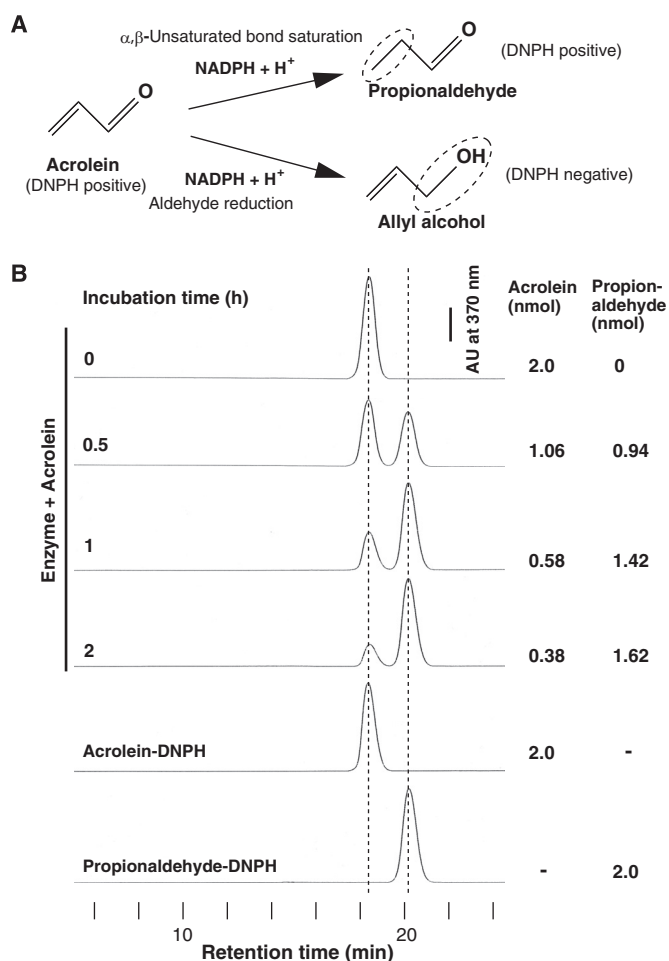 A
α,β-Unsaturated bond saturation
NADPH + H+
O
Propionaldehyde
(DNPH positive)
O
Acrolein
(DNPH positive)
NADPH + H+
Aldehyde reduction
OH
Allyl alcohol
(DNPH negative)
B
Incubation time (h)
AU at 370 nm
Acrolein
(nmol)
Propion-
aldehyde
(nmol)
Enzyme + Acrolein
0
2.0
0
0.5
1.06
0.94
1
0.58
1.42
2
0.38
1.62
Acrolein-DNPH
2.0
-
Propionaldehyde-DNPH
-
2.0
10
20
Retention time (min)